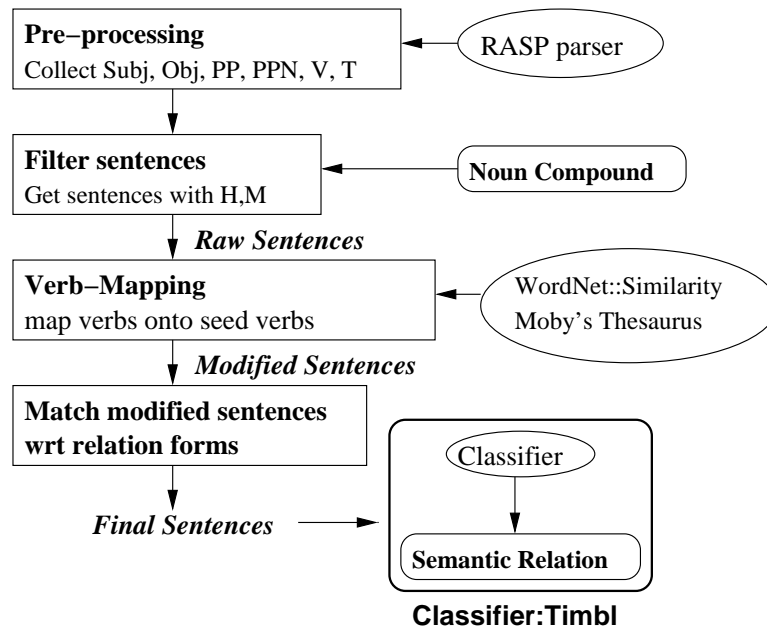 Pre−processing
Collect Subj, Obj, PP, PPN, V, T
RASP parser
Filter sentences
Get sentences with H,M
Noun Compound
Raw Sentences
Verb−Mapping
map verbs onto seed verbs
WordNet::Similarity
Moby's Thesaurus
Modified Sentences
Match modified sentences
wrt relation forms
Classifier
Final Sentences
Semantic Relation
Classifier:Timbl